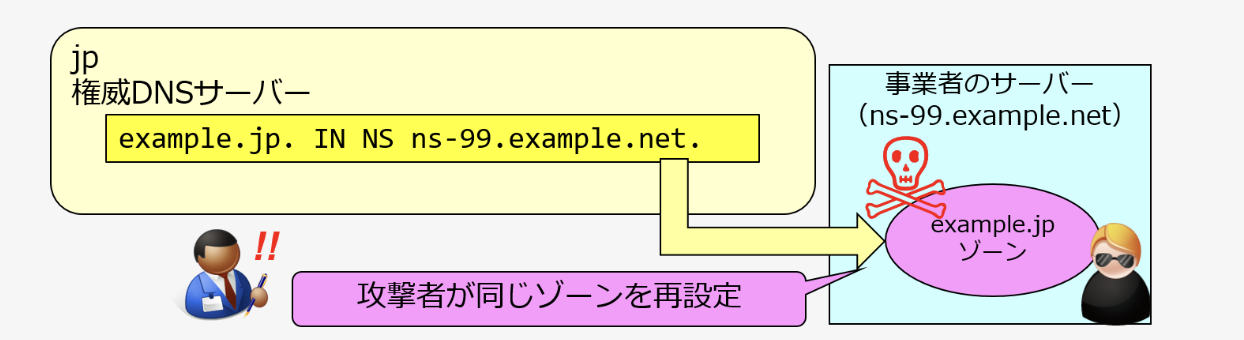 jp
権威DNSサーバー
example.jp. IN NS ns-99.example.net.
事業者のサーバー
（ns-99.example.net）
example.jp
ゾーン
!!
攻撃者が同じゾーンを再設定